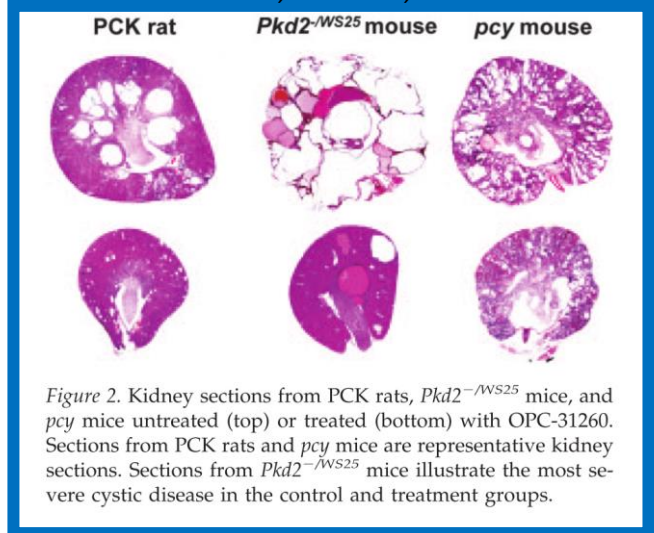 PCK rat Pkd2-/WS25 mouse pcy mouse
Figure 2. Kidney sections from PCK rats, Pkd2−/WS25 mice, and
pcy mice untreated (top) or treated (bottom) with OPC-31260.
Sections from PCK rats and pcy mice are representative kidney
sections. Sections from Pkd2−/WS25 mice illustrate the most se-
vere cystic disease in the control and treatment groups.